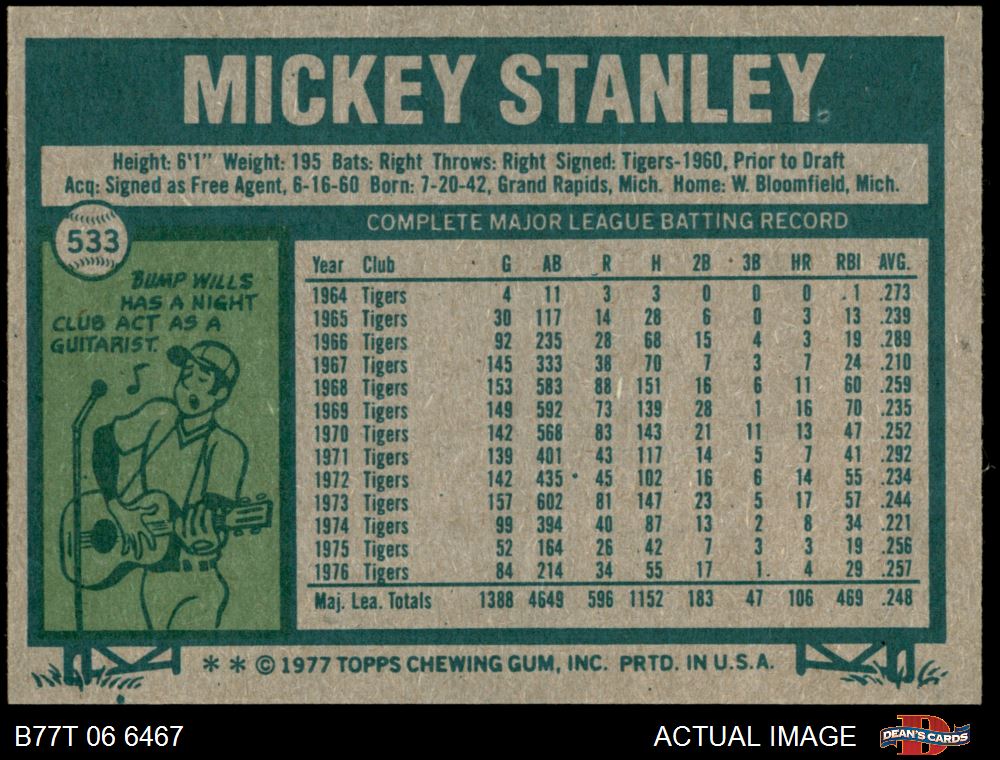 MICKEY STANLEY
Height: 6'1" Weight: 195 Bats: Right Throws: Right Signed: Tigers-1960, Prior to Draft
Acq: Signed as Free Agent, 6-16-60 Born: 7-20-42, Grand Rapids, Mich. Home: W. Bloomfield, Mich.
533
BUMP WILLS
HAS A NIGHT
CLUB ACT AS A
GUITARIST.
COMPLETE MAJOR LEAGUE BATTING RECORD
Year Club G AB R H 2B 3B HR RBI AVG.
1964 Tigers 4 11 3 3 0 0 0 1 .273
1965 Tigers 30 117 14 28 6 0 3 13 .239
1966 Tigers 92 235 28 68 15 4 3 19 .289
1967 Tigers 145 333 38 70 7 3 7 24 .210
1968 Tigers 153 583 88 151 16 6 11 60 .259
1969 Tigers 149 592 73 139 28 1 16 70 .235
1970 Tigers 142 568 83 143 21 11 13 47 .252
1971 Tigers 139 401 43 117 14 5 7 41 .292
1972 Tigers 142 435 45 102 16 6 14 55 .234
1973 Tigers 157 602 81 147 23 5 17 57 .244
1974 Tigers 99 394 40 87 13 2 8 34 .221
1975 Tigers 52 164 26 42 7 3 3 19 .256
1976 Tigers 84 214 34 55 17 1 4 29 .257
Maj. Lea. Totals 1388 4649 596 1152 183 47 106 469 .248
* * © 1977 TOPPS CHEWING GUM, INC. PRTD. IN U.S.A.
B77T 06 6467
ACTUAL IMAGE
D
DEAN'S CARDS